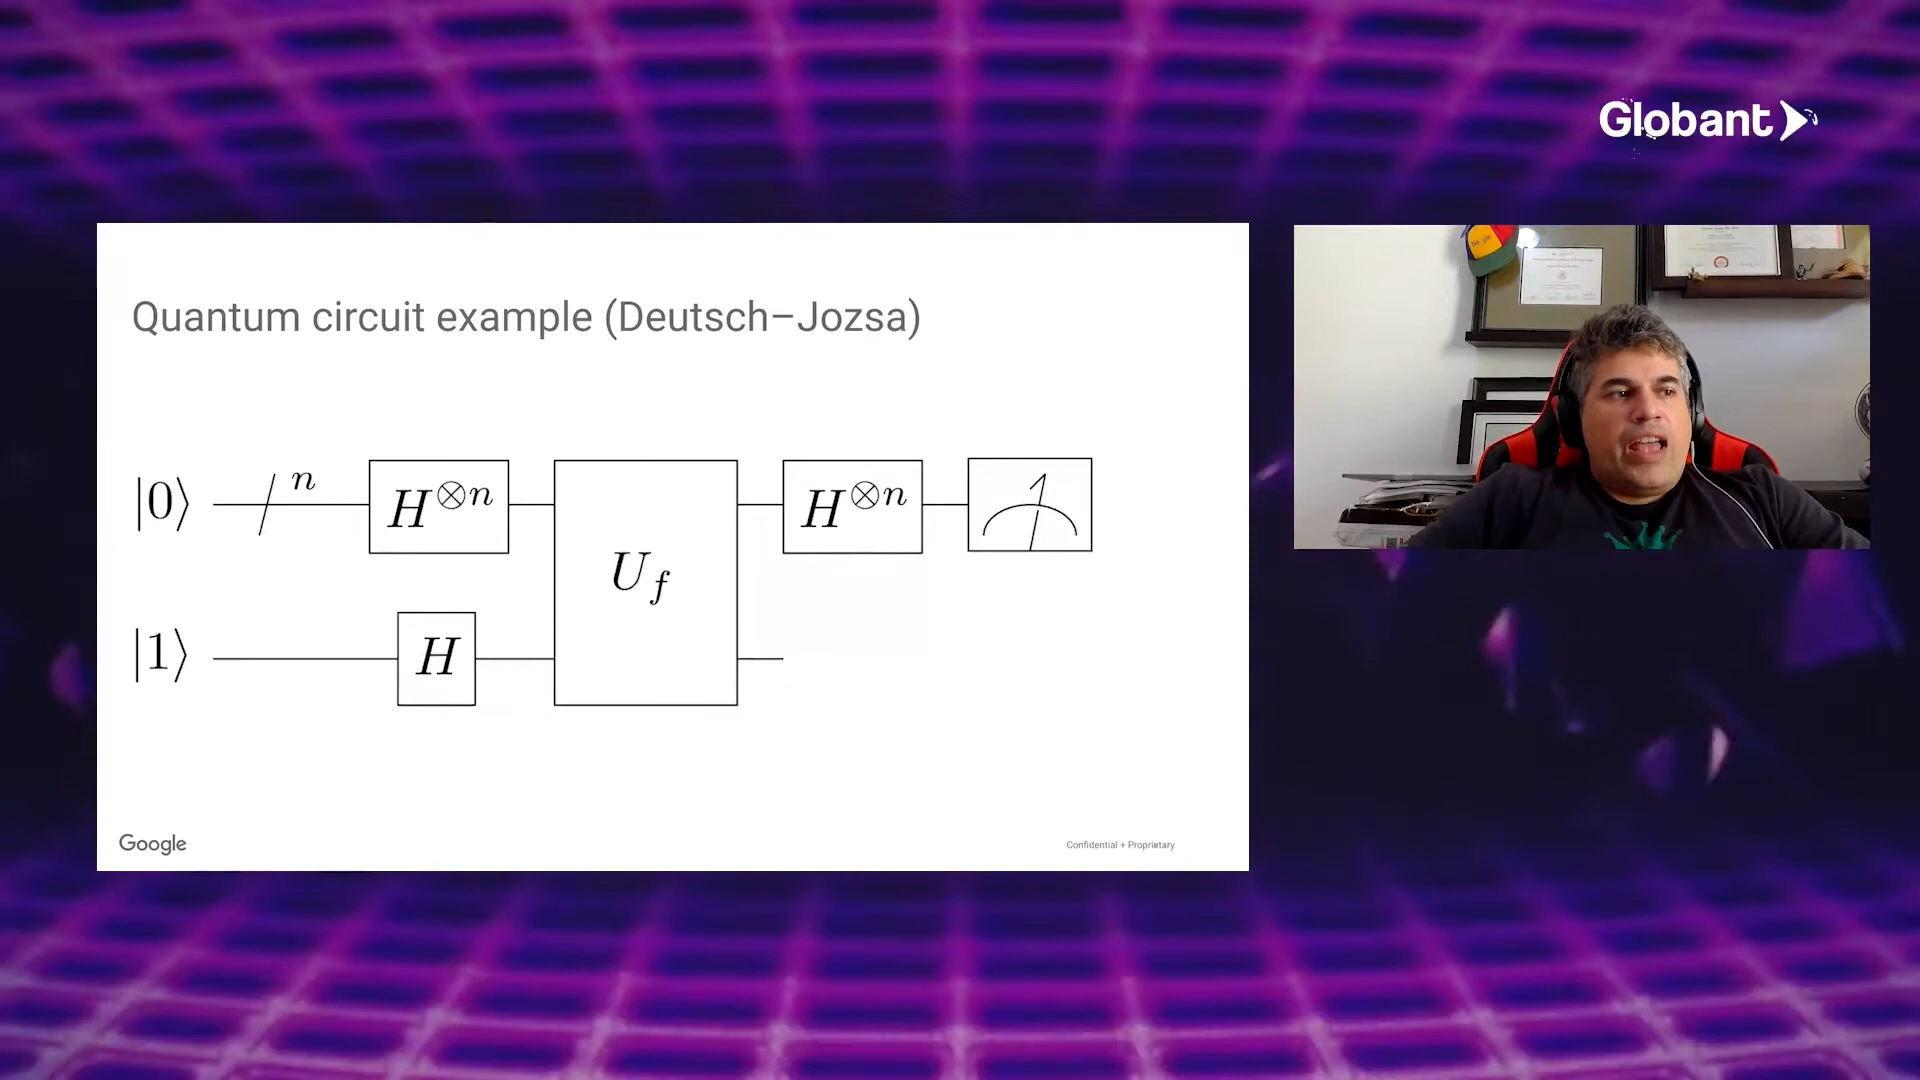 Globant
Quantum circuit example (Deutsch–Jozsa)
|0⟩ n H⊗n U_f H⊗n
|1⟩ H
Google
Confidential + Proprietary